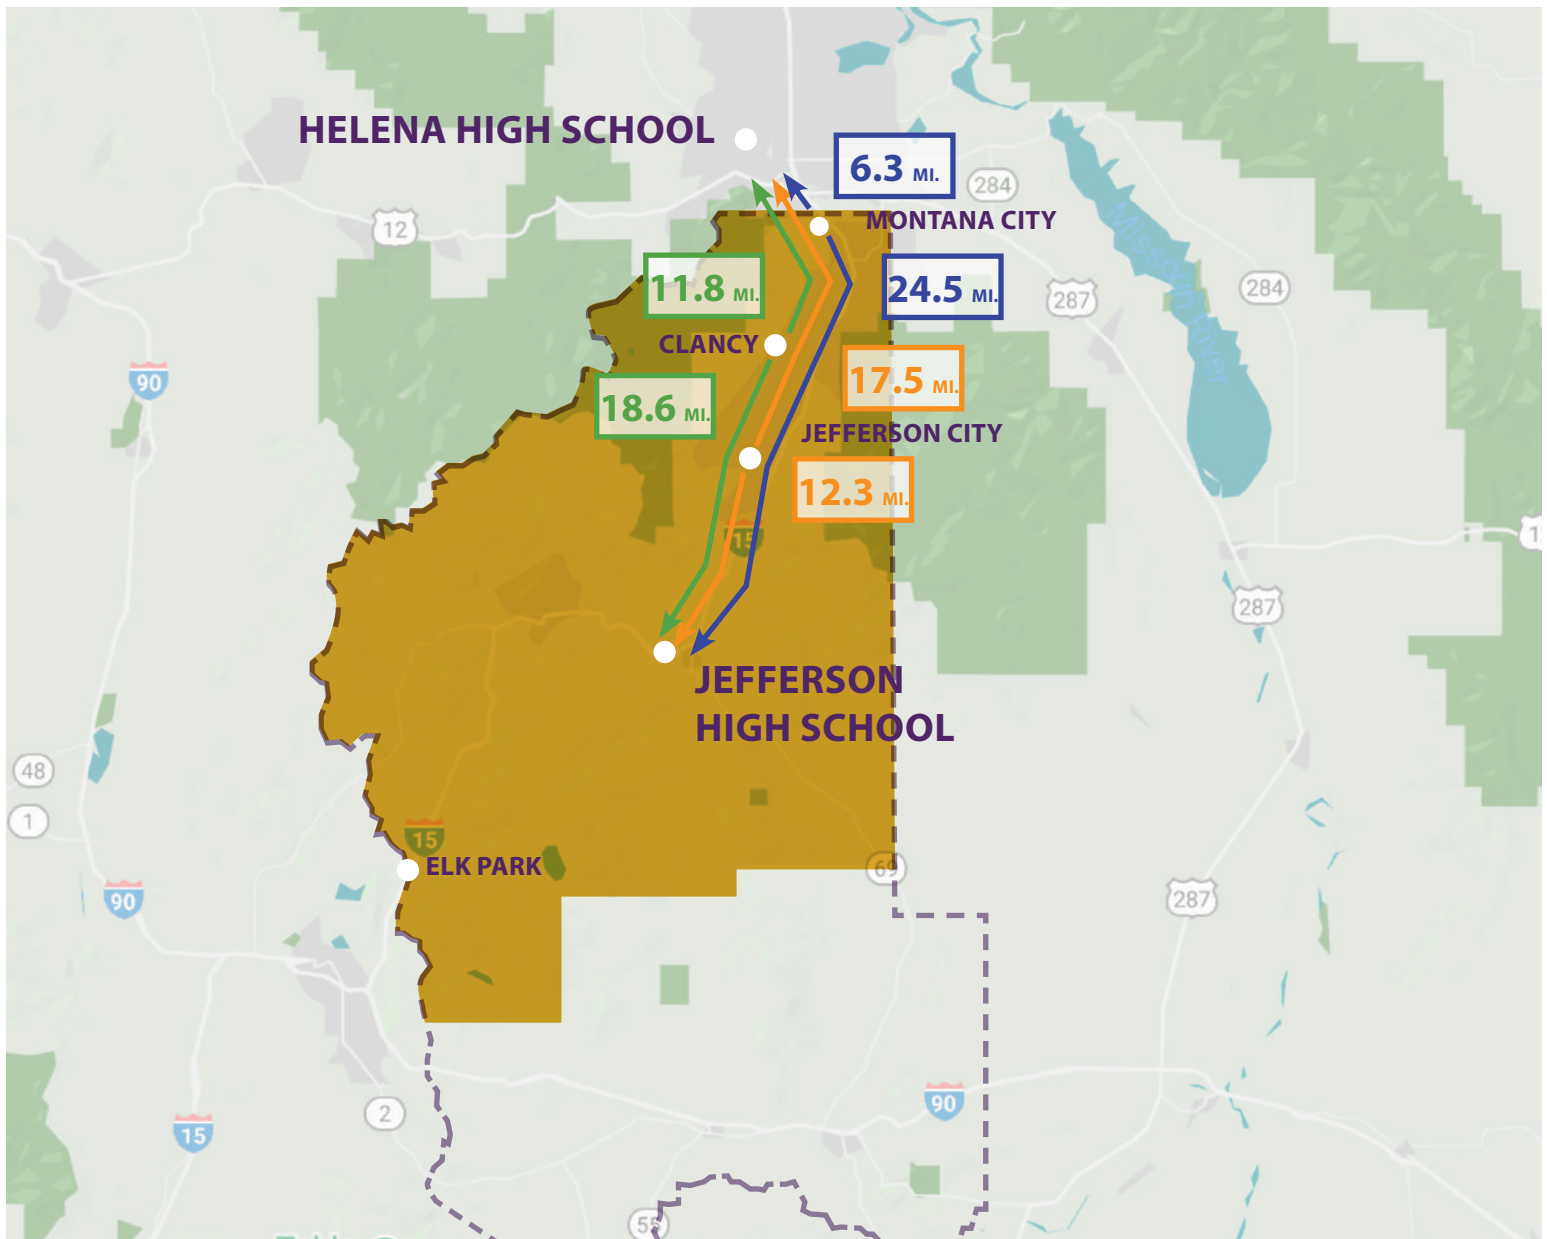 HELENA HIGH SCHOOL
6.3 MI.
284
MONTANA CITY
12
11.8 MI.
24.5 MI.
287
284
Missouri River
CLANCY
17.5 MI.
90
18.6 MI.
JEFFERSON CITY
12.3 MI.
15
287
JEFFERSON
HIGH SCHOOL
48
1
15
ELK PARK
69
90
287
90
2
15
55